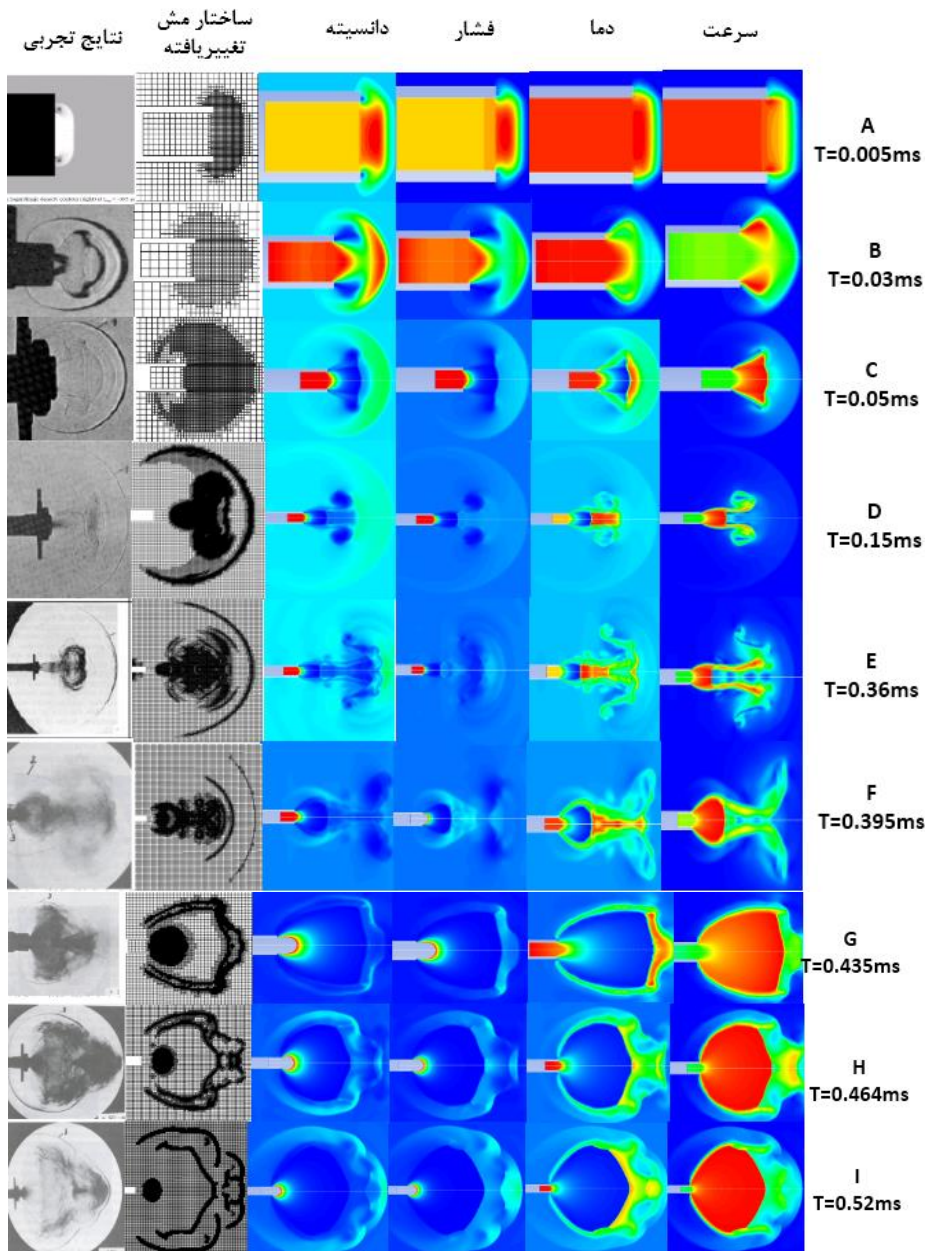 نتایج تجربی
ساختار مش
تغییریافته
دانسیته
فشار
دما
سرعت
A
T=0.005ms
B
T=0.03ms
C
T=0.05ms
D
T=0.15ms
E
T=0.36ms
F
T=0.395ms
G
T=0.435ms
H
T=0.464ms
I
T=0.52ms